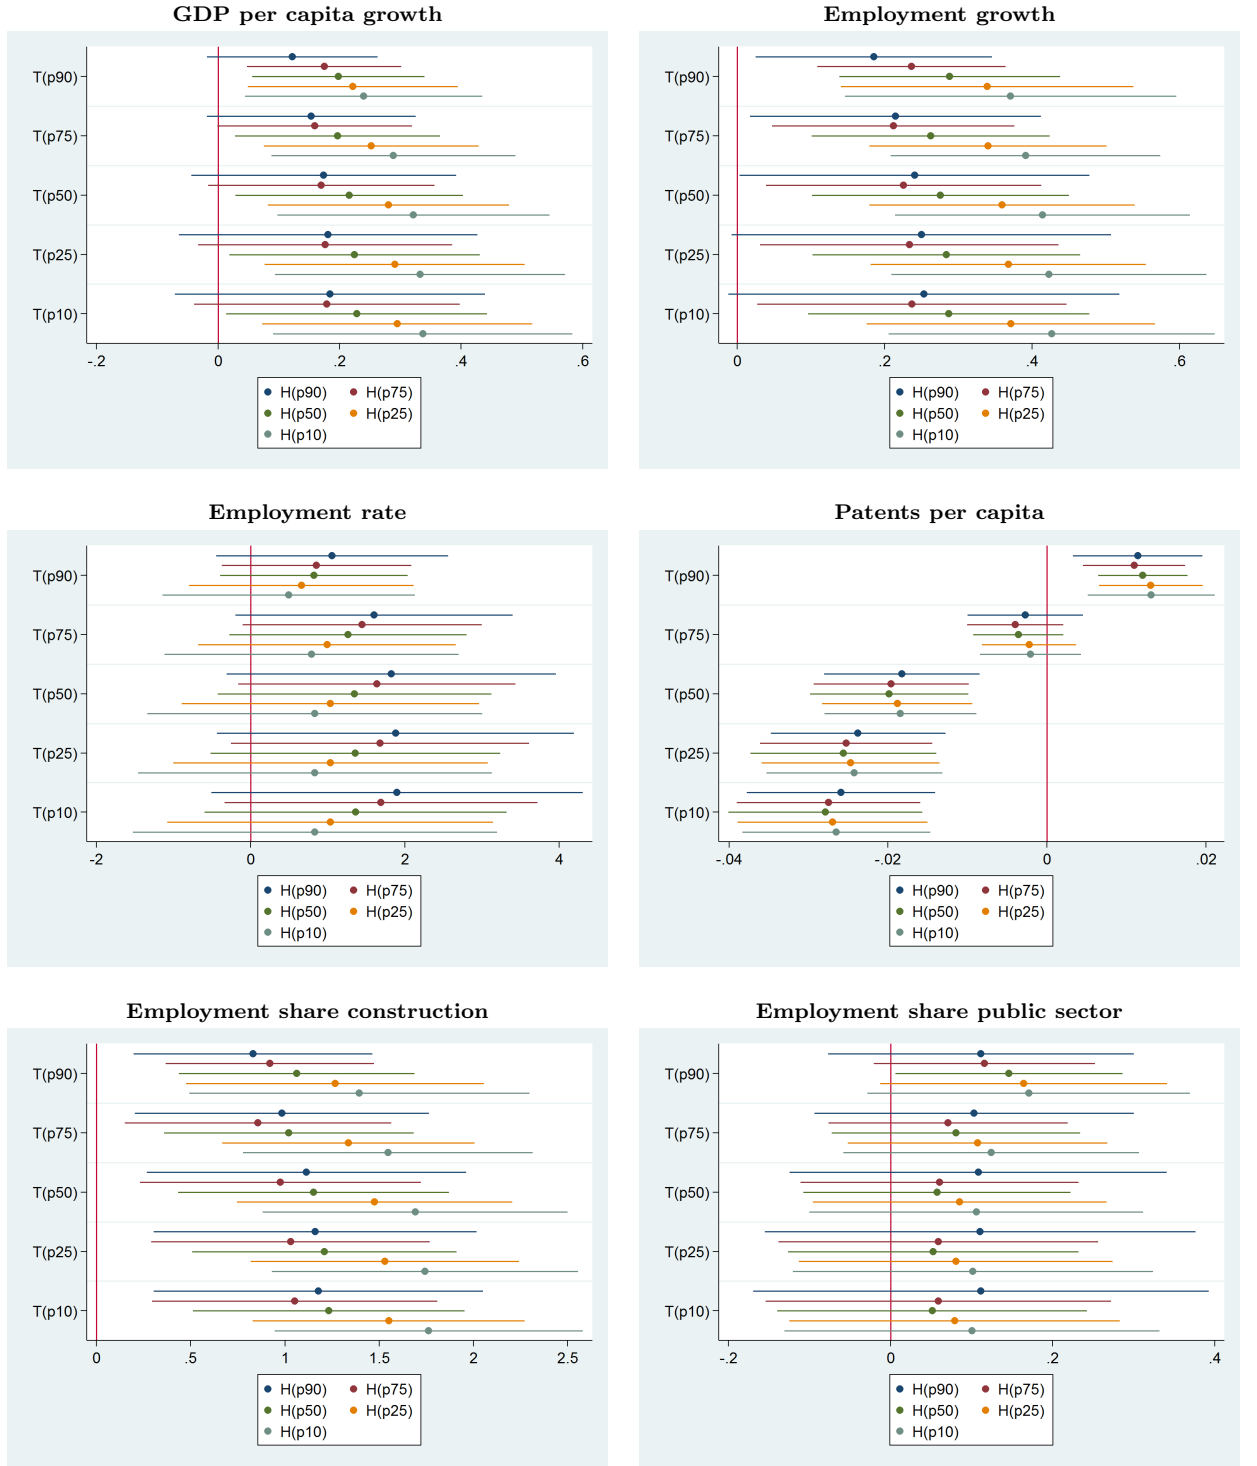 GDP per capita growth
T(p90)
T(p75)
T(p50)
T(p25)
T(p10)
-.2 0 .2 .4 .6
H(p90) H(p75)
H(p50) H(p25)
H(p10)
Employment growth
T(p90)
T(p75)
T(p50)
T(p25)
T(p10)
0 .2 .4 .6
H(p90) H(p75)
H(p50) H(p25)
H(p10)
Employment rate
T(p90)
T(p75)
T(p50)
T(p25)
T(p10)
-2 0 2 4
H(p90) H(p75)
H(p50) H(p25)
H(p10)
Patents per capita
T(p90)
T(p75)
T(p50)
T(p25)
T(p10)
-.04 -.02 0 .02
H(p90) H(p75)
H(p50) H(p25)
H(p10)
Employment share construction
T(p90)
T(p75)
T(p50)
T(p25)
T(p10)
0 .5 1 1.5 2 2.5
H(p90) H(p75)
H(p50) H(p25)
H(p10)
Employment share public sector
T(p90)
T(p75)
T(p50)
T(p25)
T(p10)
-.2 0 .2 .4
H(p90) H(p75)
H(p50) H(p25)
H(p10)